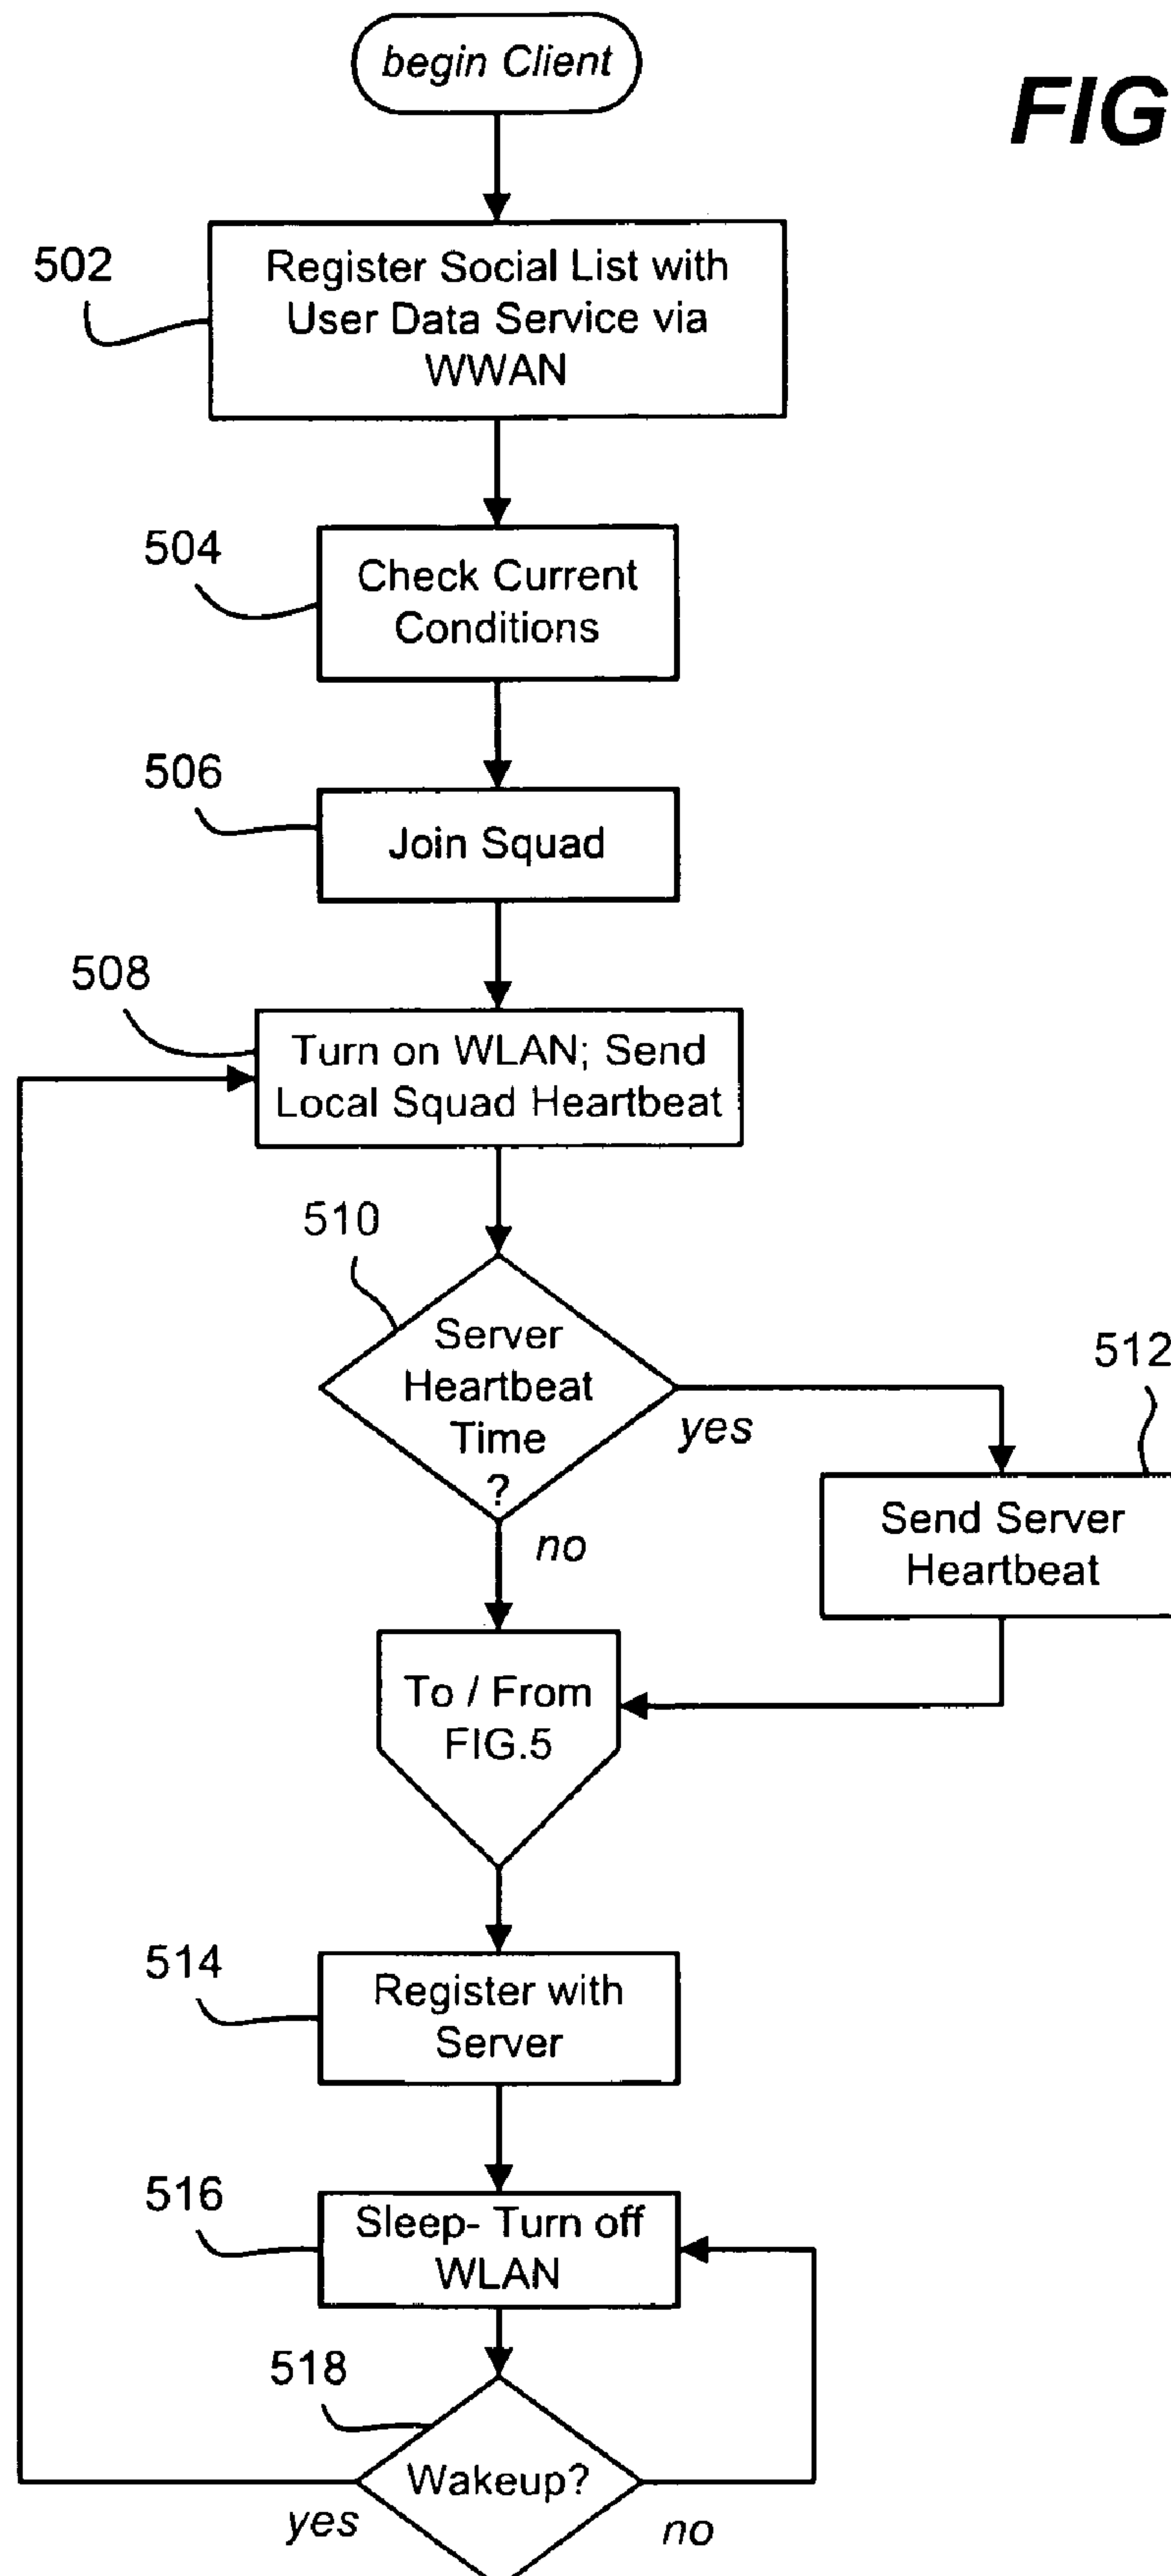 begin Client
FIG
502
Register Social List with
User Data Service via
WWAN
504
Check Current
Conditions
506
Join Squad
508
Turn on WLAN; Send
Local Squad Heartbeat
510
Server
Heartbeat
Time
?
yes
no
512
Send Server
Heartbeat
To / From
FIG.5
514
Register with
Server
516
Sleep- Turn off
WLAN
518
Wakeup?
yes
no